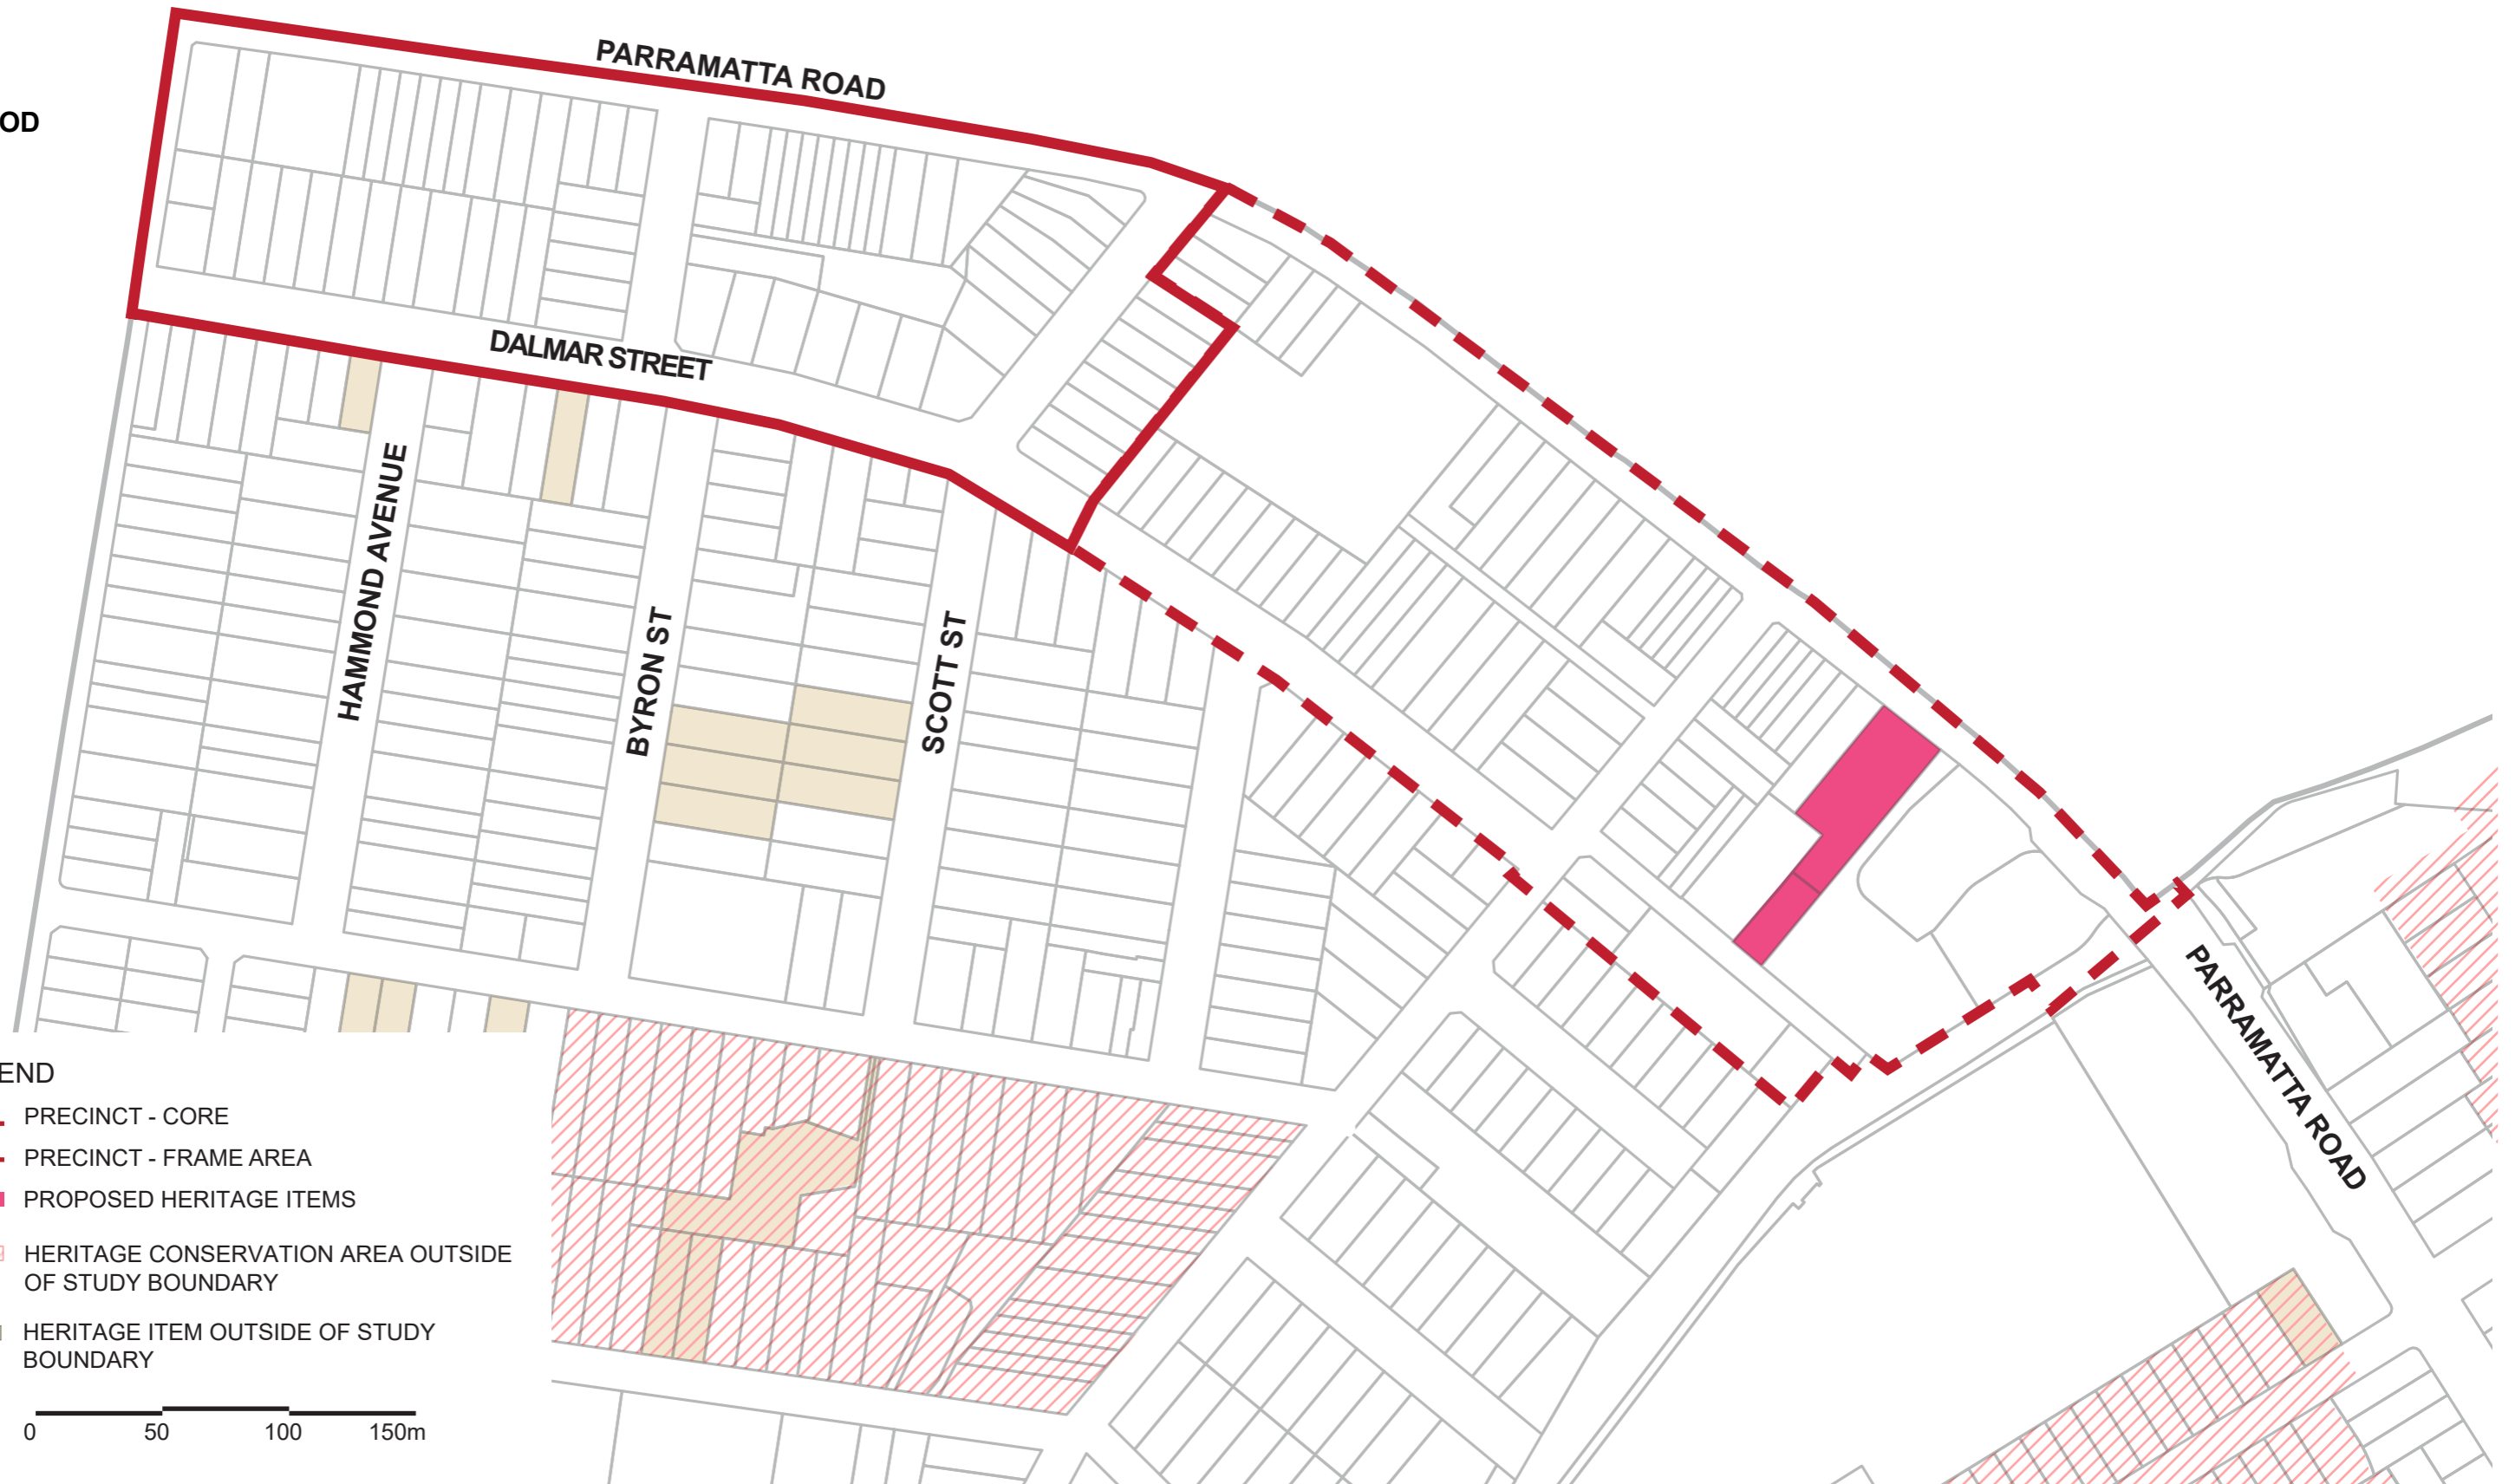 PARRAMATTA ROAD
OD
DALMAR STREET
HAMMOND AVENUE
BYRON ST
SCOTT ST
PARRAMATTA ROAD
END
PRECINCT - CORE
PRECINCT - FRAME AREA
PROPOSED HERITAGE ITEMS
HERITAGE CONSERVATION AREA OUTSIDE
OF STUDY BOUNDARY
HERITAGE ITEM OUTSIDE OF STUDY
BOUNDARY
0 50 100 150m